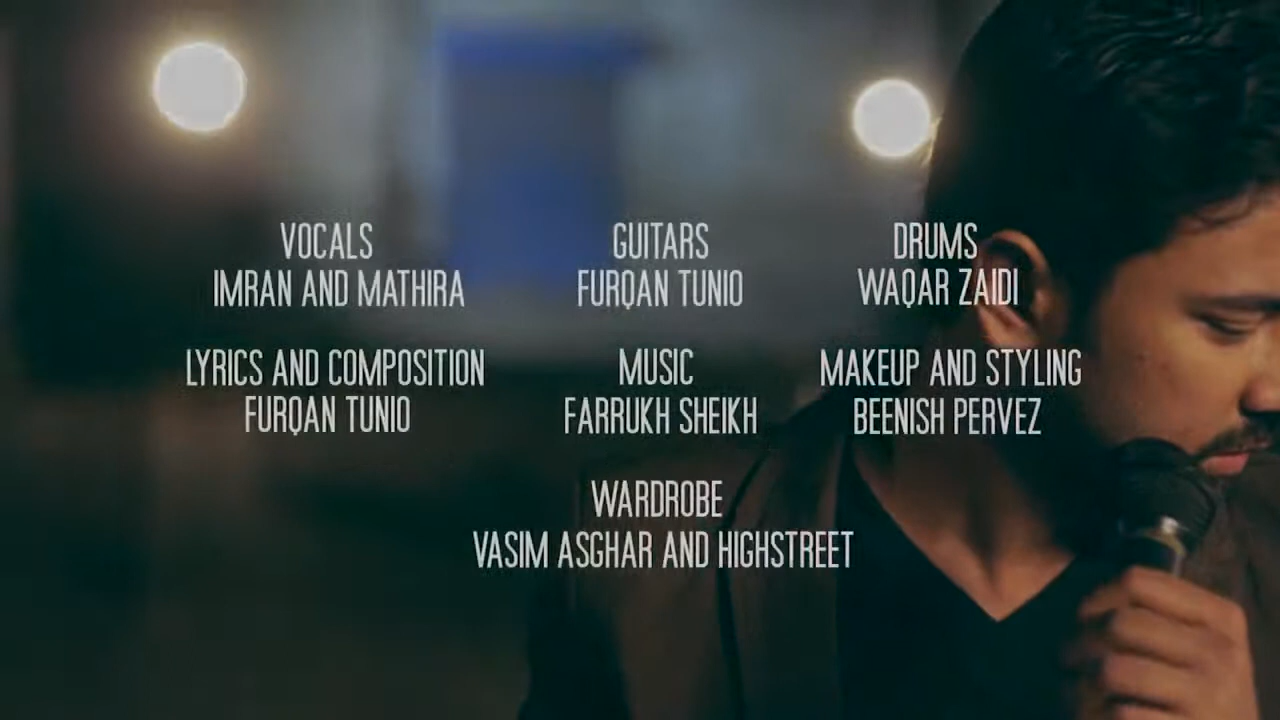 VOCALS
IMRAN AND MATHIRA
GUITARS
FURQAN TUNIO
DRUMS
WAQAR ZAIDI
LYRICS AND COMPOSITION
FURQAN TUNIO
MUSIC
FARRUKH SHEIKH
MAKEUP AND STYLING
BEENISH PERVEZ
WARDROBE
VASIM ASGHAR AND HIGHSTREET